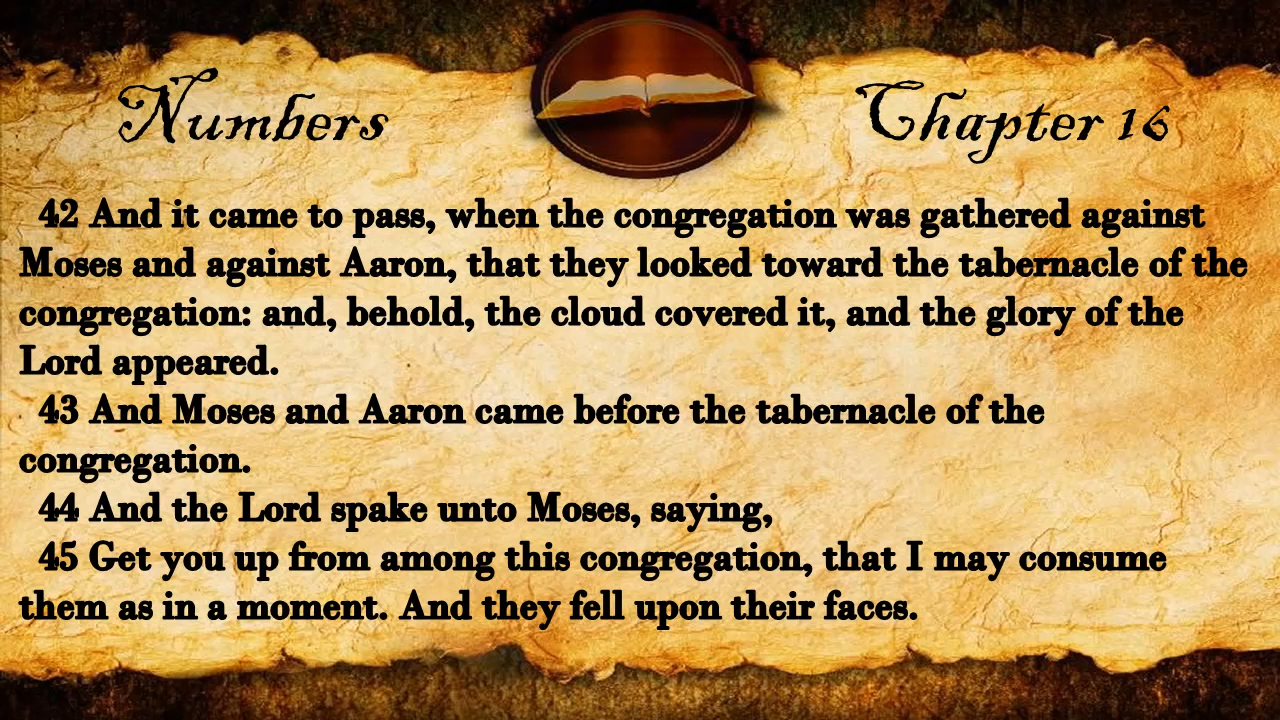 Numbers Chapter 16
42 And it came to pass, when the congregation was gathered against
Moses and against Aaron, that they looked toward the tabernacle of the
congregation: and, behold, the cloud covered it, and the glory of the
Lord appeared.
43 And Moses and Aaron came before the tabernacle of the
congregation.
44 And the Lord spake unto Moses, saying,
45 Get you up from among this congregation, that I may consume
them as in a moment. And they fell upon their faces.